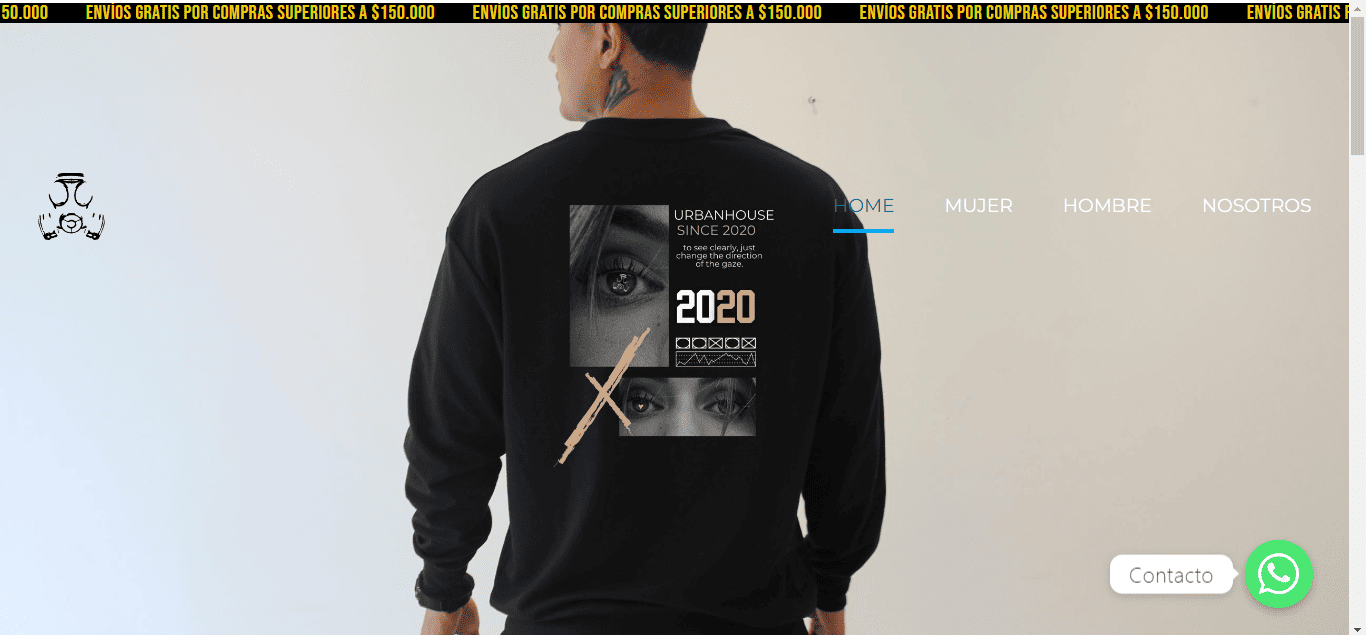 50.000 ENVÍOS GRATIS POR COMPRAS SUPERIORES A $150.000 ENVÍOS GRATIS POR COMPRAS SUPERIORES A $150.000 ENVÍOS GRATIS POR COMPRAS SUPERIORES A $150.000 ENVÍOS GRATIS
HOME MUJER HOMBRE NOSOTROS
URBANHOUSE
SINCE 2020
to see clearly, just
change the direction
of the gaze.
2020
Contacto